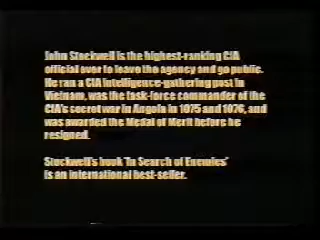 John Stockwell is the highest-ranking CIA
official ever to leave the agency and go public.
He ran a CIA intelligence-gathering post in
Vietnam, was the task-force commander of the
CIA's secret war in Angola in 1975 and 1976, and
was awarded the Medal of Merit before he
resigned.
Stockwell's book 'In Search of Enemies'
is an international best-seller.